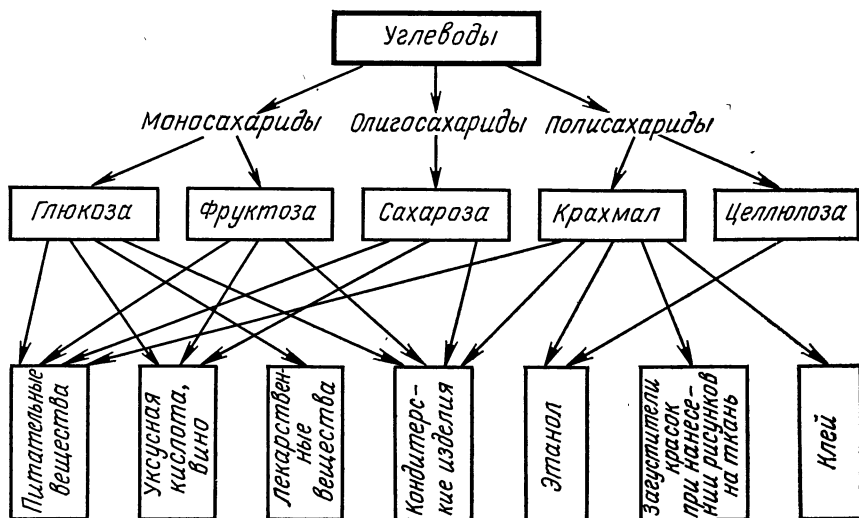 Углеводы
Моносахариды Олигосахариды Полисахариды
Глюкоза Фруктоза Сахароза Крахмал Целлюлоза
Питательные
вещества
Уксусная
кислота,
вино
Лекарствен-
ные
вещества
Кондитерс-
кие изделия
Этанол
Загустители
красок
при нанесе-
нии рисунков
на ткань
Клей